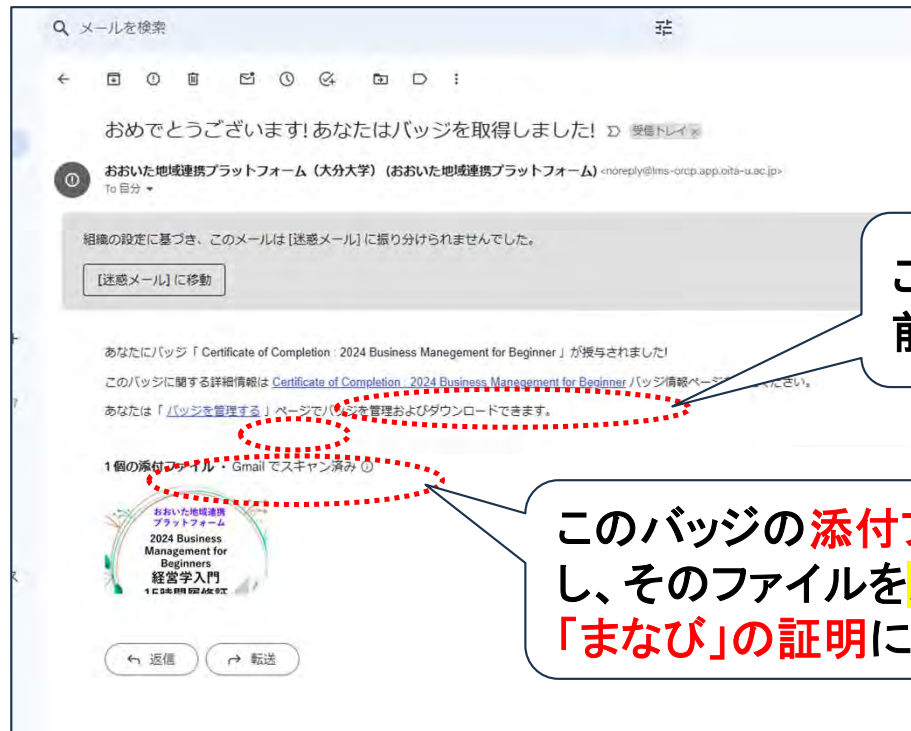 メールを検索
おめでとうございます! あなたはバッジを取得しました! 受信トレイ ×
おおいた地域連携プラットフォーム（大分大学） (おおいた地域連携プラットフォーム) <noreply@lms-orcp.app.oita-u.ac.jp>
To 自分
組織の設定に基づき、このメールは [迷惑メール] に振り分けられませんでした。
[迷惑メール] に移動
こ
前
あなたにバッジ「 Certificate of Completion : 2024 Business Manegement for Beginner 」が授与されました!
このバッジに関する詳細情報は Certificate of Completion : 2024 Business Manegement for Beginner バッジ情報ページ ください。
あなたは「 バッジを管理する 」ページでバッジを管理およびダウンロードできます。
1 個の添付ファイル ・ Gmail でスキャン済み
おおいた地域連携
プラットフォーム
2024 Business
Management for
Beginners
経営学入門
15時間履修証
このバッジの添付フ
し、そのファイルを
「まなび」の証明に
返信
転送